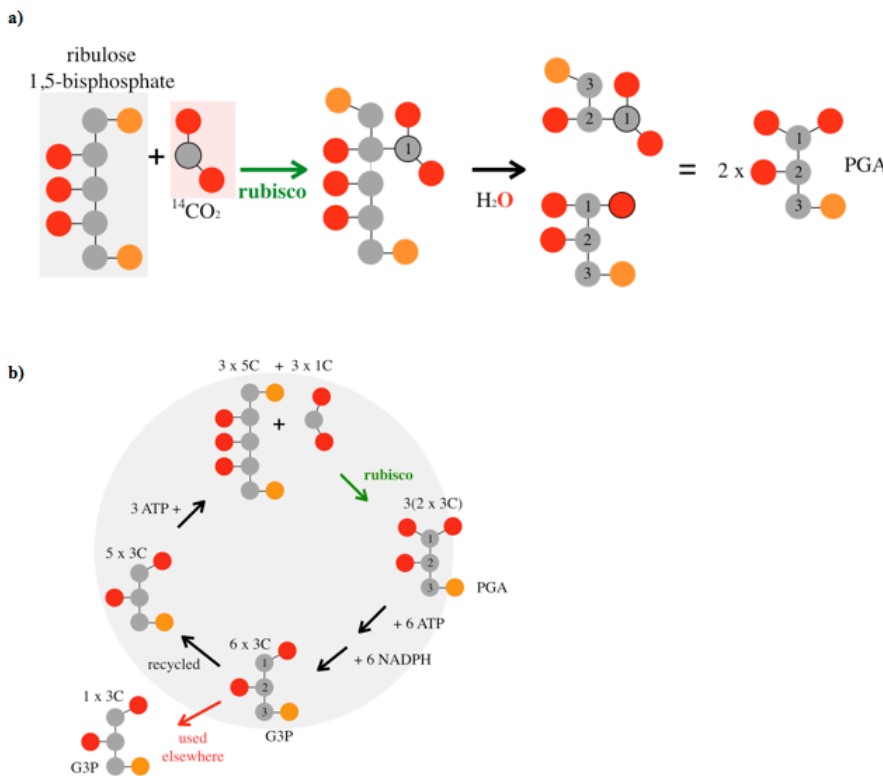 a)
ribulose
1,5-bisphosphate
+
¹⁴CO₂
rubisco
1
H₂O
3
2 1
1
2
3
=
2 x
1
2
3
PGA
b)
3 x 5C + 3 x 1C
+
rubisco
3(2 x 3C)
1
2
3
PGA
+ 6 ATP
+ 6 NADPH
6 x 3C
1
2
3
G3P
recycled
5 x 3C
3 ATP +
used
elsewhere
1 x 3C
G3P